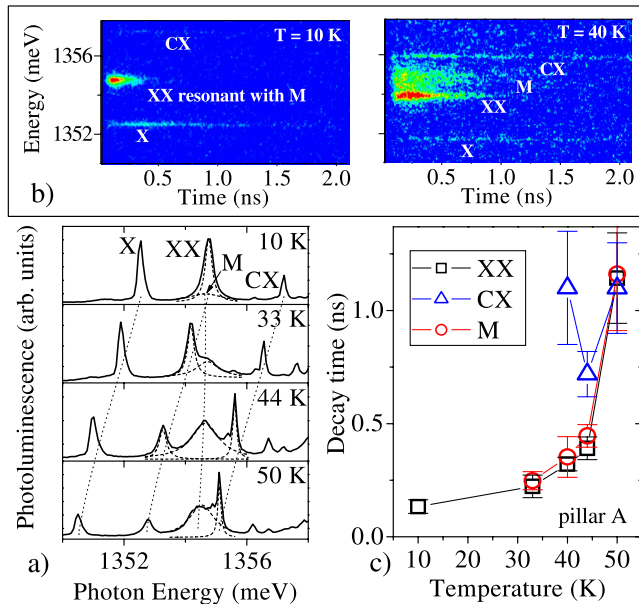 T = 10 K
T = 40 K
CX
XX resonant with M
X
CX
M
XX
X
Energy (meV)
1356
1352
0.5 1.0 1.5 2.0
0.5 1.0 1.5 2.0
Time (ns)
Time (ns)
b)
X
XX
M
CX
10 K
33 K
44 K
50 K
Photoluminescence (arb. units)
1352 1356
Photon Energy (meV)
a)
XX
CX
M
Decay time (ns)
1.0
0.5
0.0
10 20 30 40 50
pillar A
Temperature (K)
c)